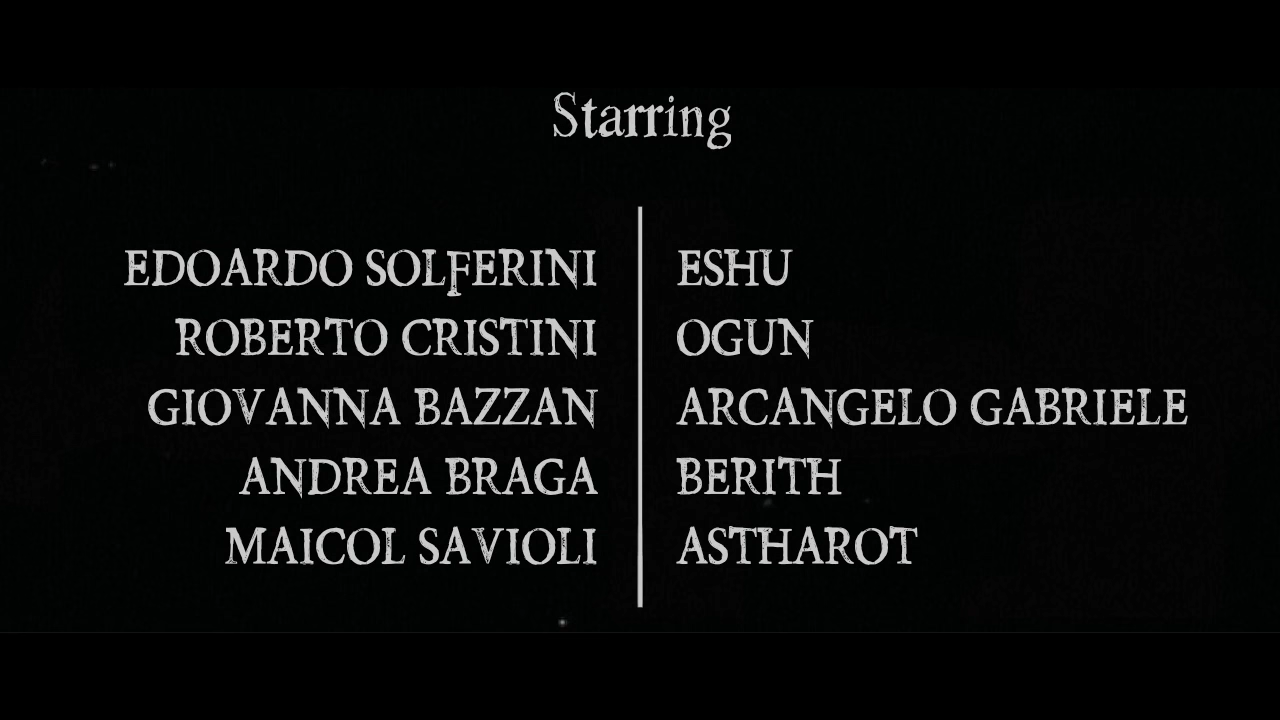 Starring
EDOARDO SOLFERINI ESHU
ROBERTO CRISTINI OGUN
GIOVANNA BAZZAN ARCANGELO GABRIELE
ANDREA BRAGA BERITH
MAICOL SAVIOLI ASTHAROT